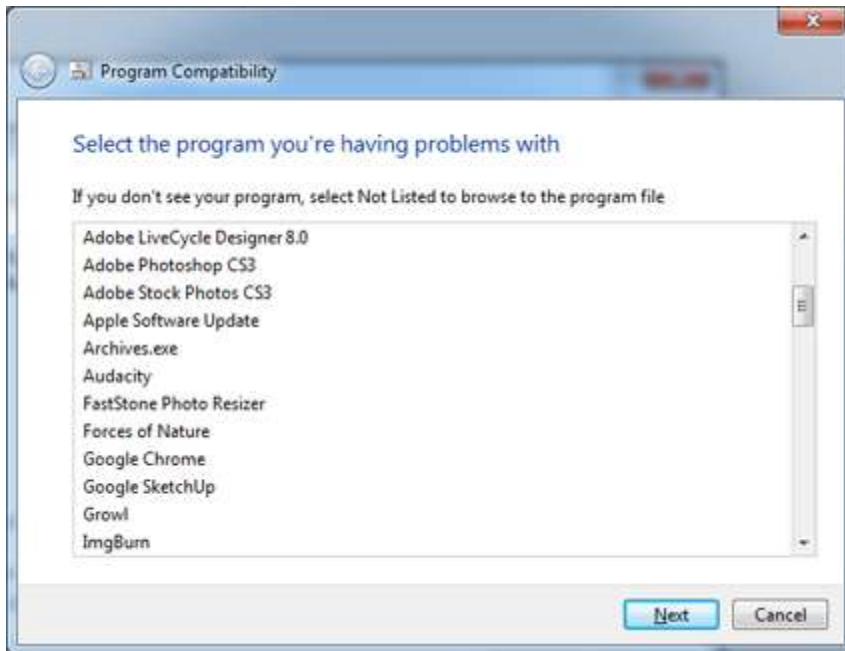 Program Compatibility
Select the program you're having problems with
If you don't see your program, select Not Listed to browse to the program file
Adobe LiveCycle Designer 8.0
Adobe Photoshop CS3
Adobe Stock Photos CS3
Apple Software Update
Archives.exe
Audacity
FastStone Photo Resizer
Forces of Nature
Google Chrome
Google SketchUp
Growl
ImgBurn
Next Cancel